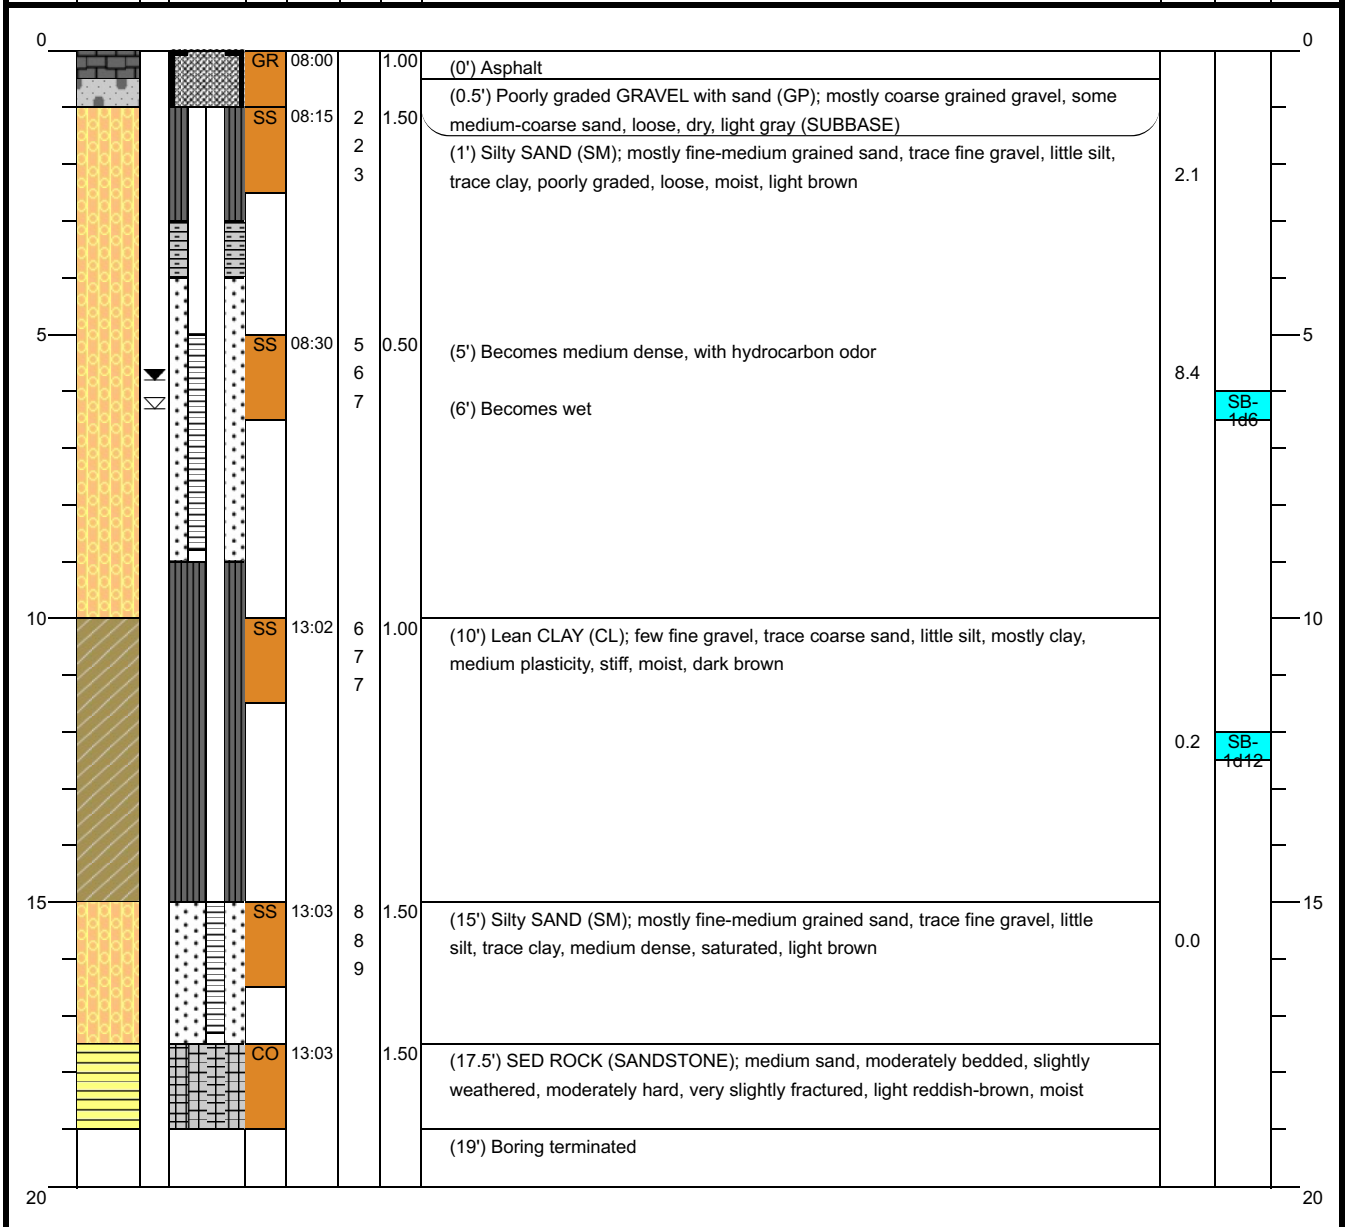 0 0
GR 08:00 1.00 (0') Asphalt
(0.5') Poorly graded GRAVEL with sand (GP); mostly coarse grained gravel, some
SS 08:15 2 1.50 medium-coarse sand, loose, dry, light gray (SUBBASE)
2 (1') Silty SAND (SM); mostly fine-medium grained sand, trace fine gravel, little silt,
3 trace clay, poorly graded, loose, moist, light brown 2.1
5 5
SS 08:30 5 0.50 (5') Becomes medium dense, with hydrocarbon odor
6 8.4
7 (6') Becomes wet SB-
1d6
10 10
SS 13:02 6 1.00 (10') Lean CLAY (CL); few fine gravel, trace coarse sand, little silt, mostly clay,
7 medium plasticity, stiff, moist, dark brown
7
0.2 SB-
1d12
15 15
SS 13:03 8 1.50 (15') Silty SAND (SM); mostly fine-medium grained sand, trace fine gravel, little
8 silt, trace clay, medium dense, saturated, light brown 0.0
9
CO 13:03 1.50 (17.5') SED ROCK (SANDSTONE); medium sand, moderately bedded, slightly
weathered, moderately hard, very slightly fractured, light reddish-brown, moist
(19') Boring terminated
20 20